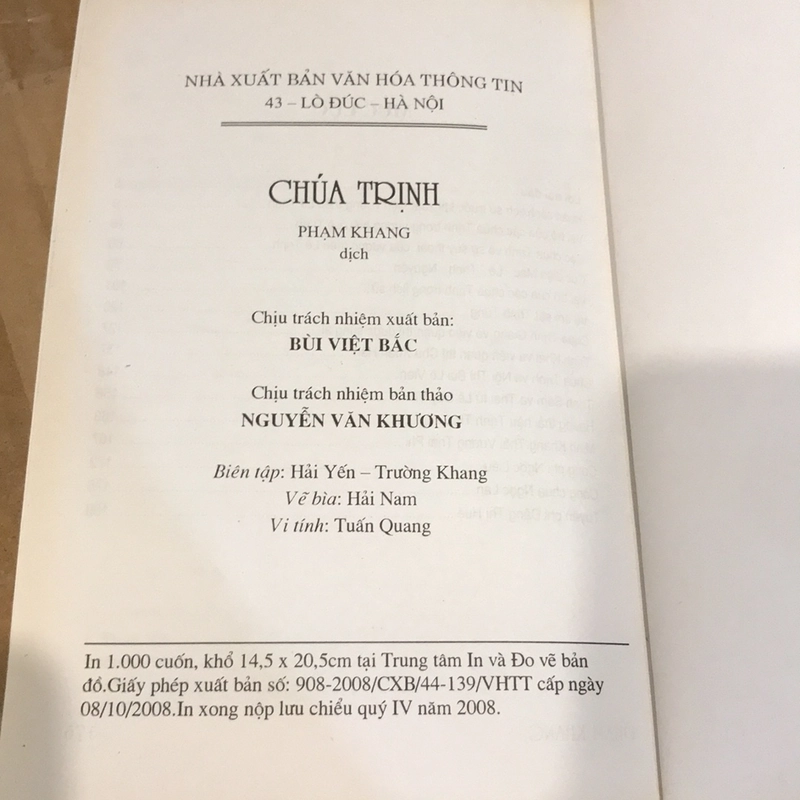 NHÀ XUẤT BẢN VĂN HÓA THÔNG TIN
43 – LÒ ĐÚC – HÀ NỘI
CHÚA TRỊNH
PHẠM KHANG
dịch
Chịu trách nhiệm xuất bản:
BÙI VIỆT BẮC
Chịu trách nhiệm bản thảo
NGUYỄN VĂN KHƯƠNG
Biên tập: Hải Yến – Trường Khang
Vẽ bìa: Hải Nam
Vi tính: Tuấn Quang
In 1.000 cuốn, khổ 14,5 x 20,5cm tại Trung tâm In và Đo vẽ bản
đồ.Giấy phép xuất bản số: 908-2008/CXB/44-139/VHTT cấp ngày
08/10/2008.In xong nộp lưu chiểu quý IV năm 2008.